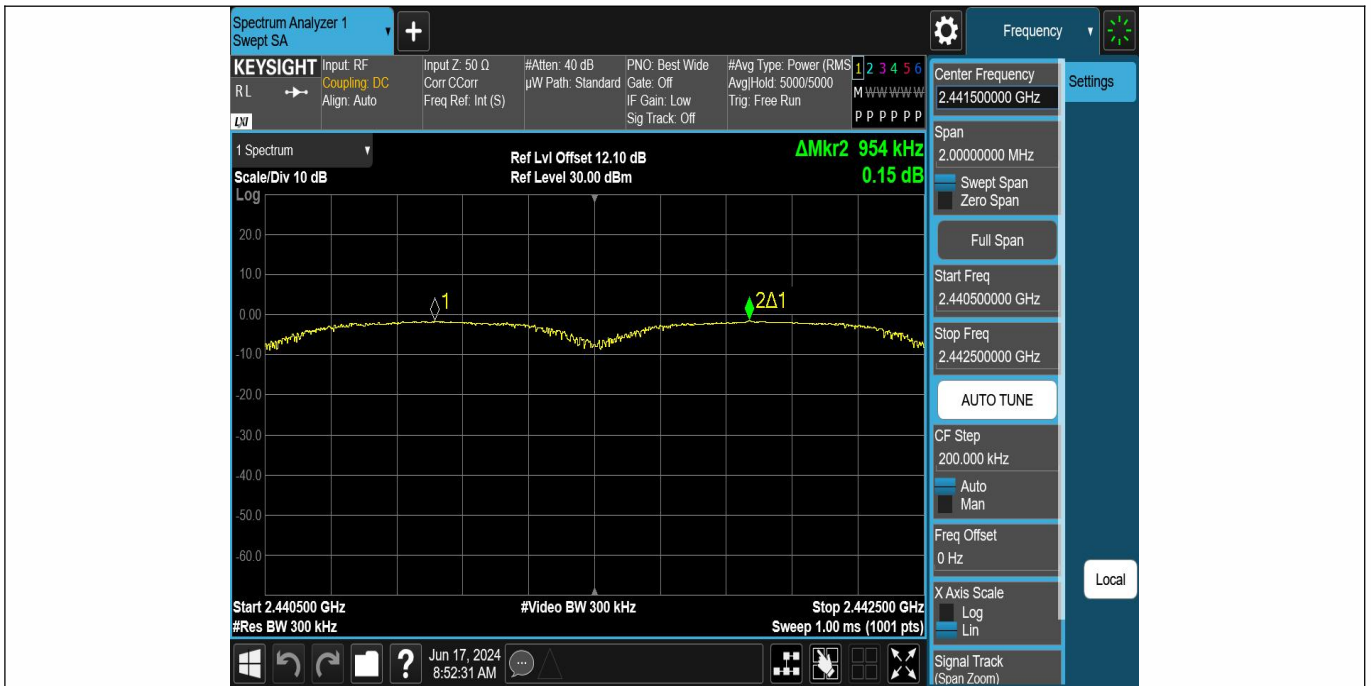 Spectrum Analyzer 1
Swept SA
+
Frequency
KEYSIGHT
RL
LXI
Input: RF
Coupling: DC
Align: Auto
Input Z: 50 Ω
Corr CCorr
Freq Ref: Int (S)
#Atten: 40 dB
µW Path: Standard
PNO: Best Wide
Gate: Off
IF Gain: Low
Sig Track: Off
#Avg Type: Power (RMS
Avg|Hold: 5000/5000
Trig: Free Run
1 2 3 4 5 6
M W W W W W
P P P P P P
1 Spectrum
Scale/Div 10 dB
Ref Lvl Offset 12.10 dB
Ref Level 30.00 dBm
ΔMkr2 954 kHz
0.15 dB
Log
20.0
10.0
0.00
-10.0
-20.0
-30.0
-40.0
-50.0
-60.0
1
2Δ1
Start 2.440500 GHz
#Res BW 300 kHz
#Video BW 300 kHz
Stop 2.442500 GHz
Sweep 1.00 ms (1001 pts)
Center Frequency
2.441500000 GHz
Settings
Span
2.00000000 MHz
Swept Span
Zero Span
Full Span
Start Freq
2.440500000 GHz
Stop Freq
2.442500000 GHz
AUTO TUNE
CF Step
200.000 kHz
Auto
Man
Freq Offset
0 Hz
Local
X Axis Scale
Log
Lin
Signal Track
(Span Zoom)
?
Jun 17, 2024
8:52:31 AM